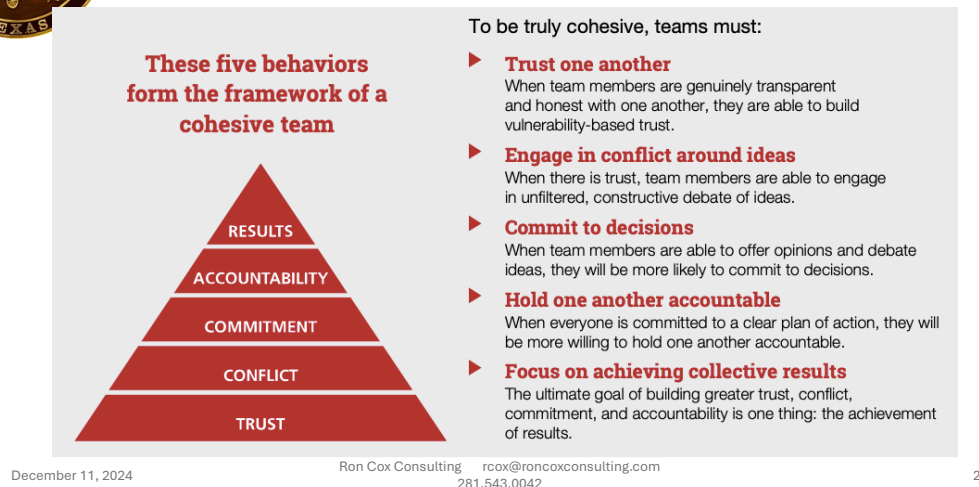 EXAS
These five behaviors
form the framework of a
cohesive team
RESULTS
ACCOUNTABILITY
COMMITMENT
CONFLICT
TRUST
To be truly cohesive, teams must:
Trust one another
When team members are genuinely transparent
and honest with one another, they are able to build
vulnerability-based trust.
Engage in conflict around ideas
When there is trust, team members are able to engage
in unfiltered, constructive debate of ideas.
Commit to decisions
When team members are able to offer opinions and debate
ideas, they will be more likely to commit to decisions.
Hold one another accountable
When everyone is committed to a clear plan of action, they will
be more willing to hold one another accountable.
Focus on achieving collective results
The ultimate goal of building greater trust, conflict,
commitment, and accountability is one thing: the achievement
of results.
December 11, 2024
Ron Cox Consulting rcox@roncoxconsulting.com
281.543.0042
2